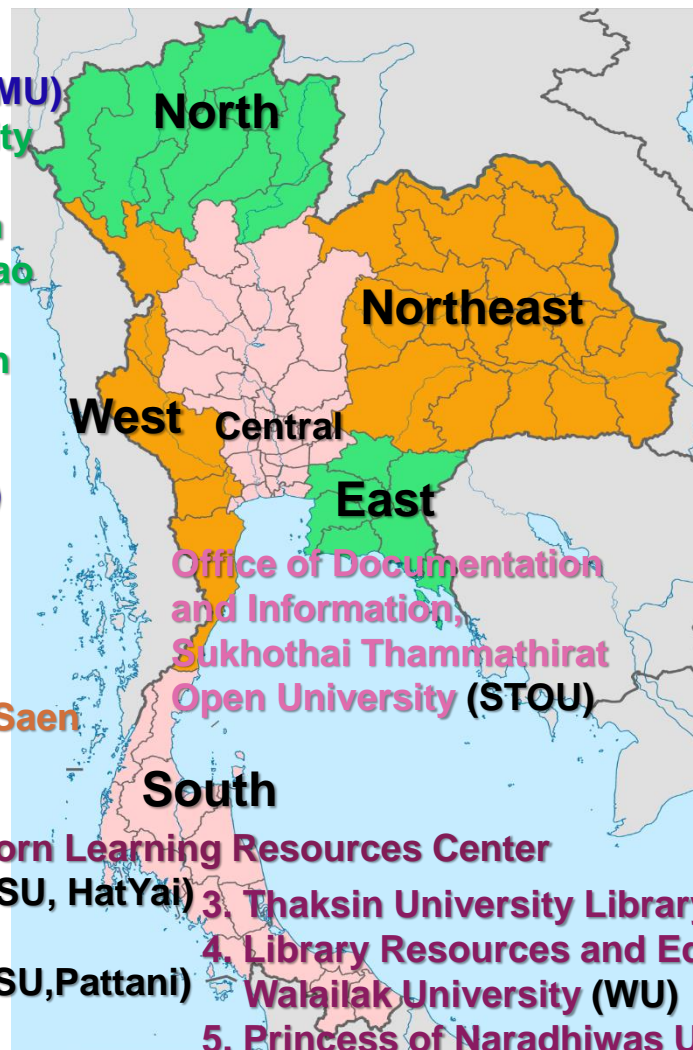 MU)
North
ty
ao
Northeast
West
Central
East
Office of Documentation
and Information,
Sukhothai Thammathirat
Open University (STOU)
Saen
South
orn Learning Resources Center
SU, HatYai)
3. Thaksin University Library
4. Library Resources and Ed
SU,Pattani)
Walailak University (WU)
5. Princess of Naradhiwas U